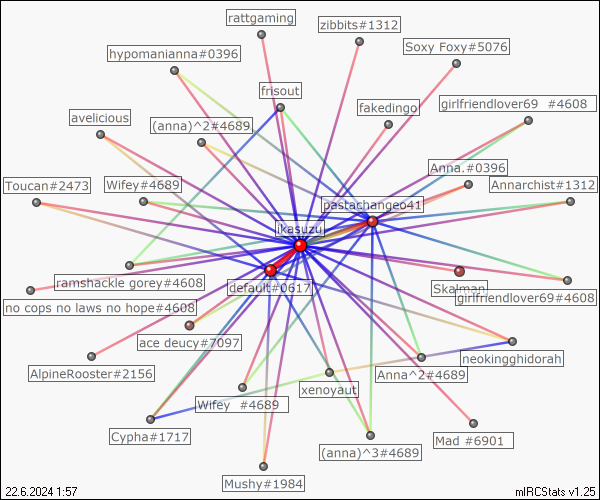 rattgaming
zibbits#1312
Soxy Foxy#5076
hypomanianna#0396
frisout
fakedingo
girlfriendlover69 #4608
avelicious
(anna)^2#4689
Anna.#0396
Toucan#2473
Wifey#4689
Annarchist#1312
pastachangeo41
ikasuzu
ramshackle gorey#4608
default#0617
Skalman
girlfriendlover69#4608
no cops no laws no hope#4608
ace deucy#7097
neokingghidorah
AlpineRooster#2156
Anna^2#4689
xenoyaut
Wifey #4689
Cypha#1717
Mad #6901
(anna)^3#4689
Mushy#1984
22.6.2024 1:57
mIRCStats v1.25